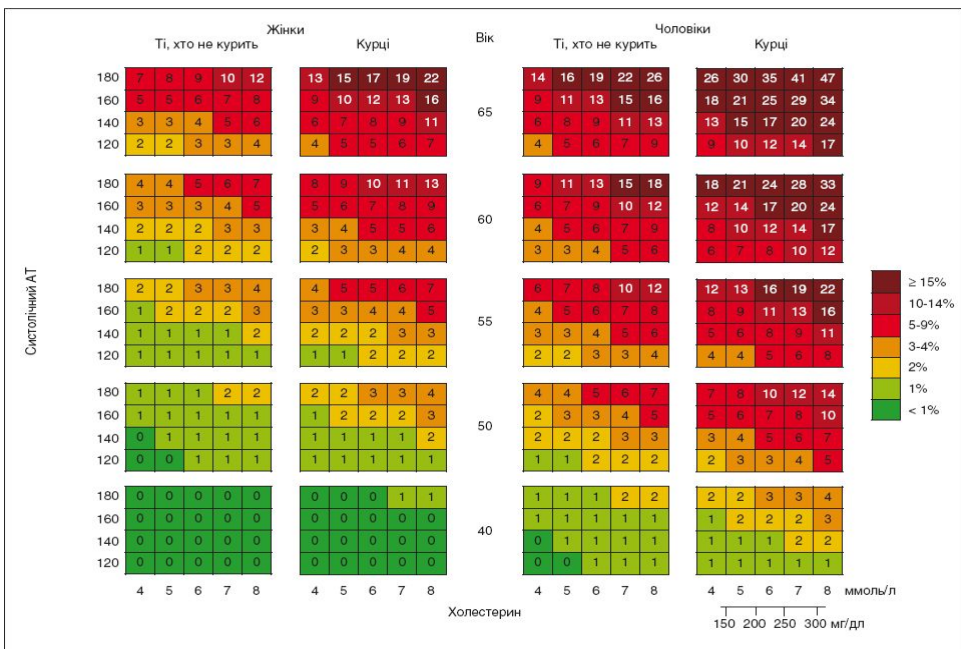 Жінки Чоловіки
Ті, хто не курить Курці Вік Ті, хто не курить Курці
180 7 8 9 10 12 13 15 17 19 22 14 16 19 22 26 26 30 35 41 47
160 5 5 6 7 8 9 10 12 13 16 9 11 13 15 16 18 21 25 29 34
65
140 3 3 4 5 6 6 7 8 9 11 6 8 9 11 13 13 15 17 20 24
120 2 2 3 3 4 4 5 5 6 7 4 5 6 7 9 9 10 12 14 17
180 4 4 5 6 7 8 9 10 11 13 9 11 13 15 18 18 21 24 28 33
160 3 3 3 4 5 5 6 7 8 9 6 7 9 10 12 12 14 17 20 24
60
140 2 2 2 3 3 3 4 5 5 6 4 5 6 7 9 8 10 12 14 17
120 1 1 2 2 2 2 3 3 4 4 3 3 4 5 6 6 7 8 10 12
Систолічний АТ
180 2 2 3 3 4 4 5 5 6 7 6 7 8 10 12 12 13 16 19 22
160 1 2 2 2 3 3 3 4 4 5 4 5 6 7 8 8 9 11 13 16
55
140 1 1 1 1 2 2 2 2 3 3 3 3 4 5 6 5 6 8 9 11
120 1 1 1 1 1 1 1 2 2 2 2 2 3 3 4 4 4 5 6 8
≥ 15%
10-14%
5-9%
3-4%
2%
1%
< 1%
180 1 1 1 2 2 2 2 3 3 4 4 4 5 6 7 7 8 10 12 14
160 1 1 1 1 1 1 2 2 2 3 2 3 3 4 5 5 6 7 8 10
50
140 0 1 1 1 1 1 1 1 1 2 2 2 2 3 3 3 4 5 6 7
120 0 0 1 1 1 1 1 1 1 1 1 1 2 2 2 2 3 3 4 5
180 0 0 0 0 0 0 0 0 1 1 1 1 1 2 2 2 2 3 3 4
160 0 0 0 0 0 0 0 0 0 0 1 1 1 1 1 1 2 2 2 3
40
140 0 0 0 0 0 0 0 0 0 0 0 1 1 1 1 1 1 1 2 2
120 0 0 0 0 0 0 0 0 0 0 0 0 1 1 1 1 1 1 1 1
4 5 6 7 8 4 5 6 7 8 4 5 6 7 8 4 5 6 7 8 ммоль/л
Холестерин
150 200 250 300 мг/дл